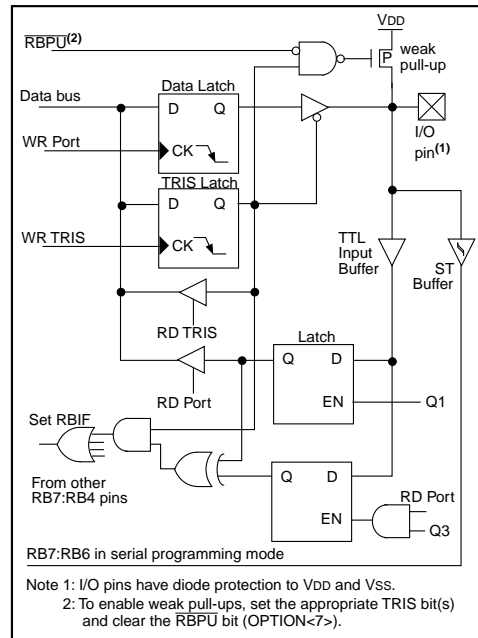 RBPU(2)
VDD
P
weak
pull-up
Data Latch
Data bus
D
Q
WR Port
CK
I/O
pin(1)
TRIS Latch
D
Q
WR TRIS
CK
TTL
Input
Buffer
ST
Buffer
RD TRIS
Latch
Q
D
RD Port
EN
Q1
Set RBIF
From other
RB7:RB4 pins
Q
D
RD Port
EN
Q3
RB7:RB6 in serial programming mode
Note 1: I/O pins have diode protection to VDD and VSS.
2: To enable weak pull-ups, set the appropriate TRIS bit(s)
and clear the RBPU bit (OPTION<7>).